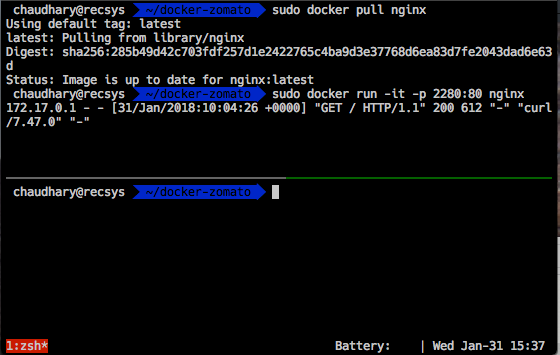 chaudhary@recsys ~/docker-zomato sudo docker pull nginx
Using default tag: latest
latest: Pulling from library/nginx
Digest: sha256:285b49d42c703fdf257d1e2422765c4ba9d3e37768d6ea83d7fe2043dad6e63
d
Status: Image is up to date for nginx:latest
chaudhary@recsys ~/docker-zomato sudo docker run -it -p 2280:80 nginx
172.17.0.1 - - [31/Jan/2018:10:04:26 +0000] "GET / HTTP/1.1" 200 612 "-" "curl
/7.47.0" "-"
chaudhary@recsys ~/docker-zomato
1:zsh* Battery: | Wed Jan-31 15:37